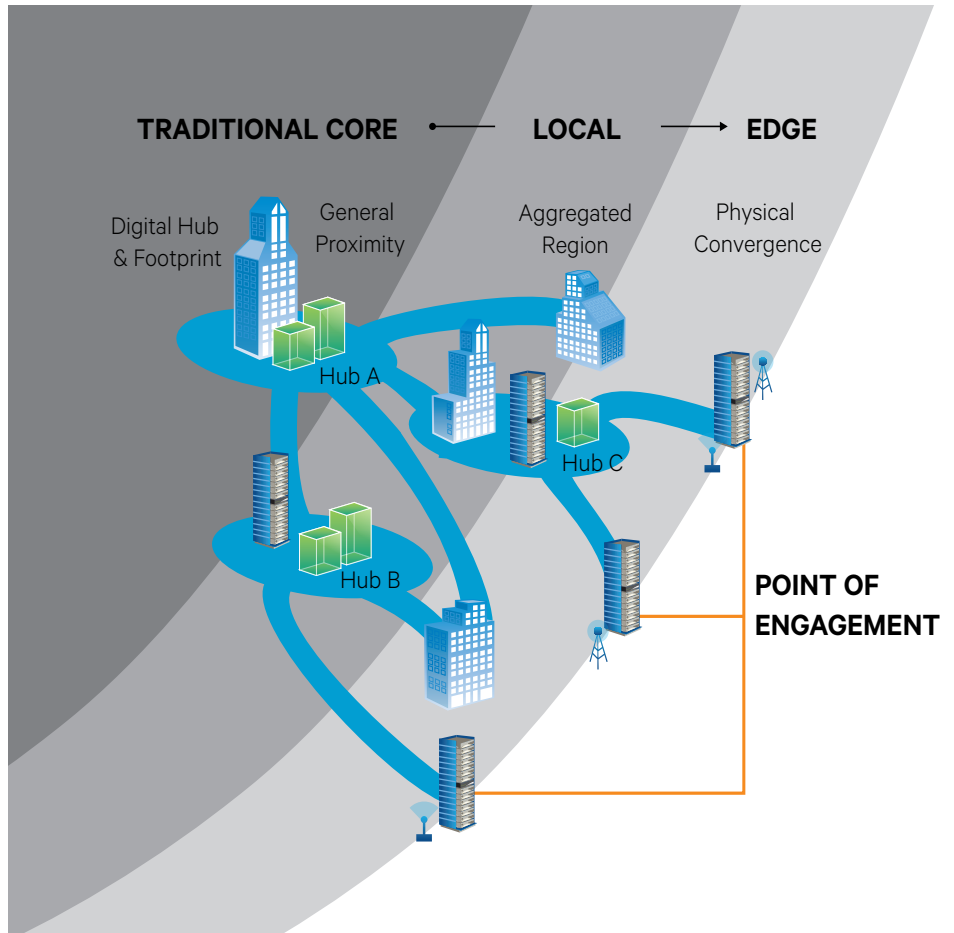 TRADITIONAL CORE
LOCAL
EDGE
Digital Hub
& Footprint
General
Proximity
Aggregated
Region
Physical
Convergence
Hub A
Hub C
Hub B
POINT OF
ENGAGEMENT